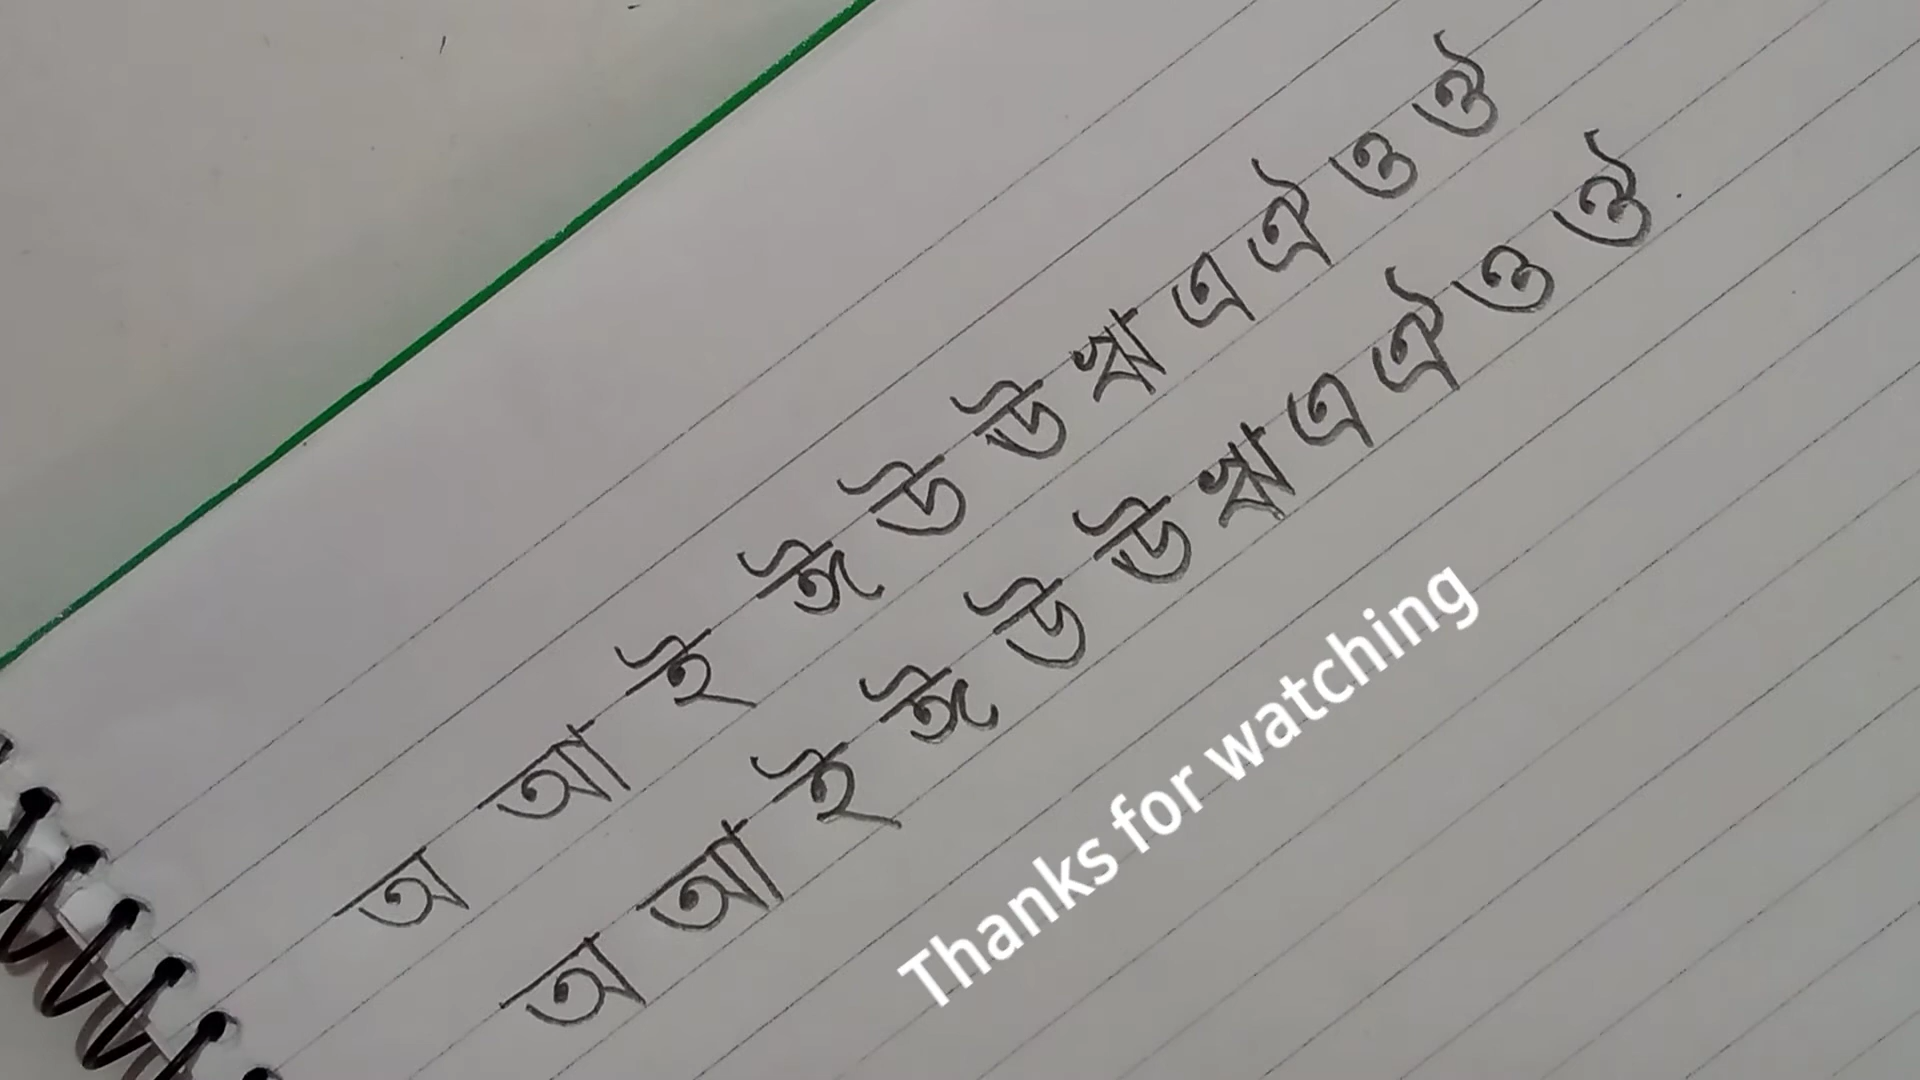 অ আ ই ঈ উ ঊ ঋ এ ঐ ও ঔ
অ আ ই ঈ উ ঊ ঋ এ ঐ ও ঔ
Thanks for watching